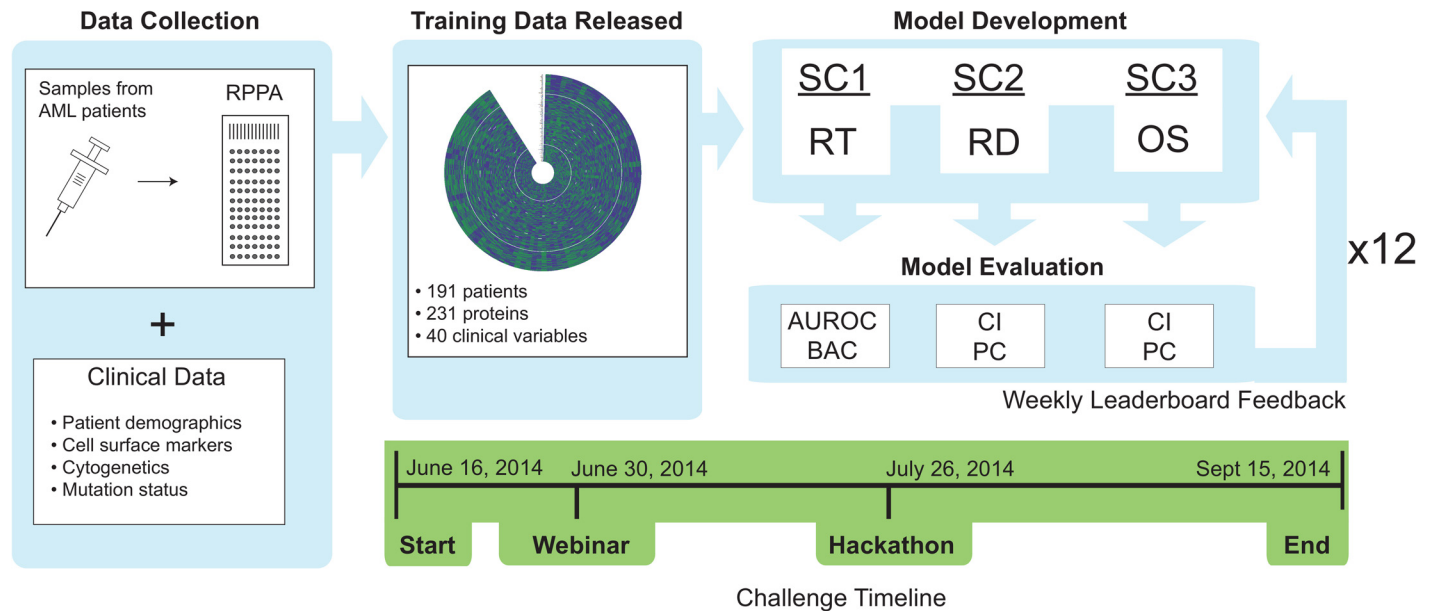 Data Collection
Samples from
AML patients
RPPA
+
Clinical Data
• Patient demographics
• Cell surface markers
• Cytogenetics
• Mutation status
Training Data Released
• 191 patients
• 231 proteins
• 40 clinical variables
Model Development
SC1
RT
SC2
RD
SC3
OS
Model Evaluation
AUROC
BAC
CI
PC
CI
PC
x12
Weekly Leaderboard Feedback
June 16, 2014
June 30, 2014
July 26, 2014
Sept 15, 2014
Start
Webinar
Hackathon
End
Challenge Timeline